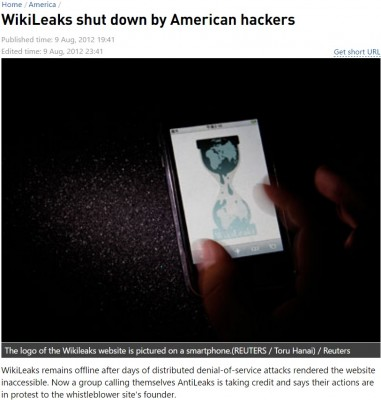 Home / America /
WikiLeaks shut down by American hackers
Published time: 9 Aug, 2012 19:41
Edited time: 9 Aug, 2012 23:41
Get short URL
The logo of the Wikileaks website is pictured on a smartphone.(REUTERS / Toru Hanai) / Reuters
WikiLeaks remains offline after days of distributed denial-of-service attacks rendered the website
inaccessible. Now a group calling themselves AntiLeaks is taking credit and says their actions are
in protest to the whistleblower site's founder.